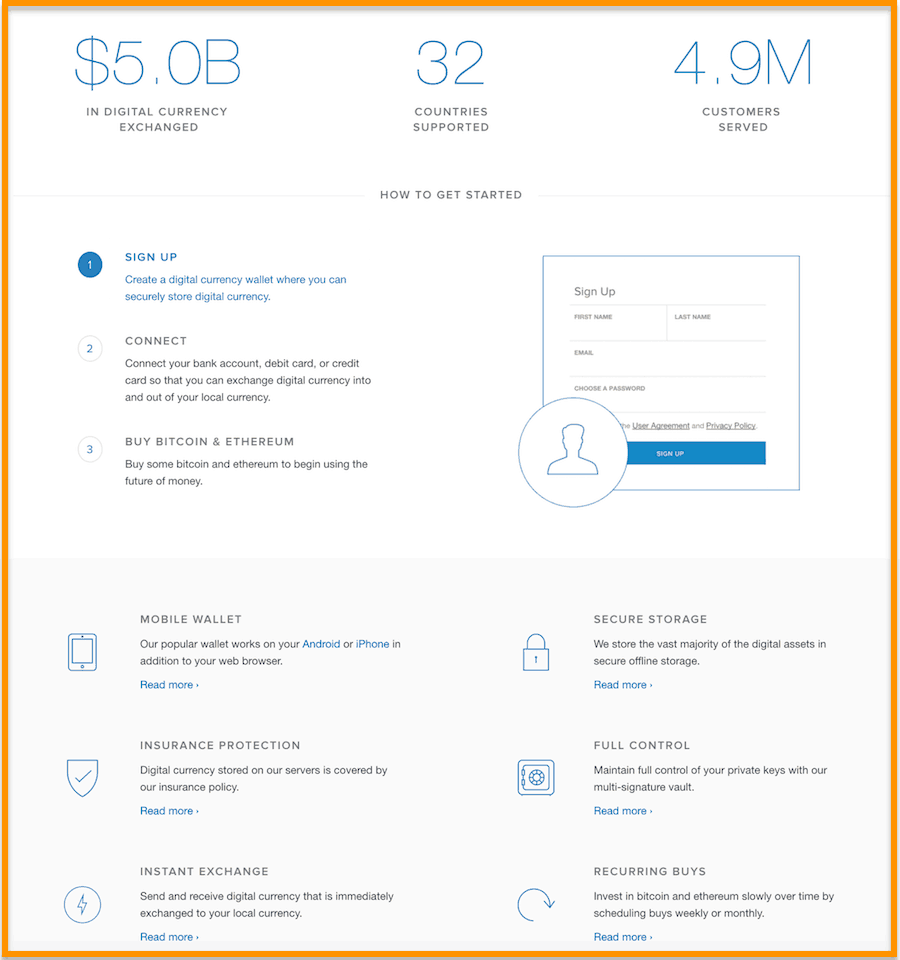 $5.0B
IN DIGITAL CURRENCY
EXCHANGED
32
COUNTRIES
SUPPORTED
4.9M
CUSTOMERS
SERVED
HOW TO GET STARTED
1
SIGN UP
Create a digital currency wallet where you can
securely store digital currency.
2
CONNECT
Connect your bank account, debit card, or credit
card so that you can exchange digital currency into
and out of your local currency.
3
BUY BITCOIN & ETHEREUM
Buy some bitcoin and ethereum to begin using the
future of money.
Sign Up
FIRST NAME
LAST NAME
EMAIL
CHOOSE A PASSWORD
the User Agreement and Privacy Policy.
SIGN UP
MOBILE WALLET
Our popular wallet works on your Android or iPhone in
addition to your web browser.
Read more ›
SECURE STORAGE
We store the vast majority of the digital assets in
secure offline storage.
Read more ›
INSURANCE PROTECTION
Digital currency stored on our servers is covered by
our insurance policy.
Read more ›
FULL CONTROL
Maintain full control of your private keys with our
multi-signature vault.
Read more ›
INSTANT EXCHANGE
Send and receive digital currency that is immediately
exchanged to your local currency.
Read more ›
RECURRING BUYS
Invest in bitcoin and ethereum slowly over time by
scheduling buys weekly or monthly.
Read more ›